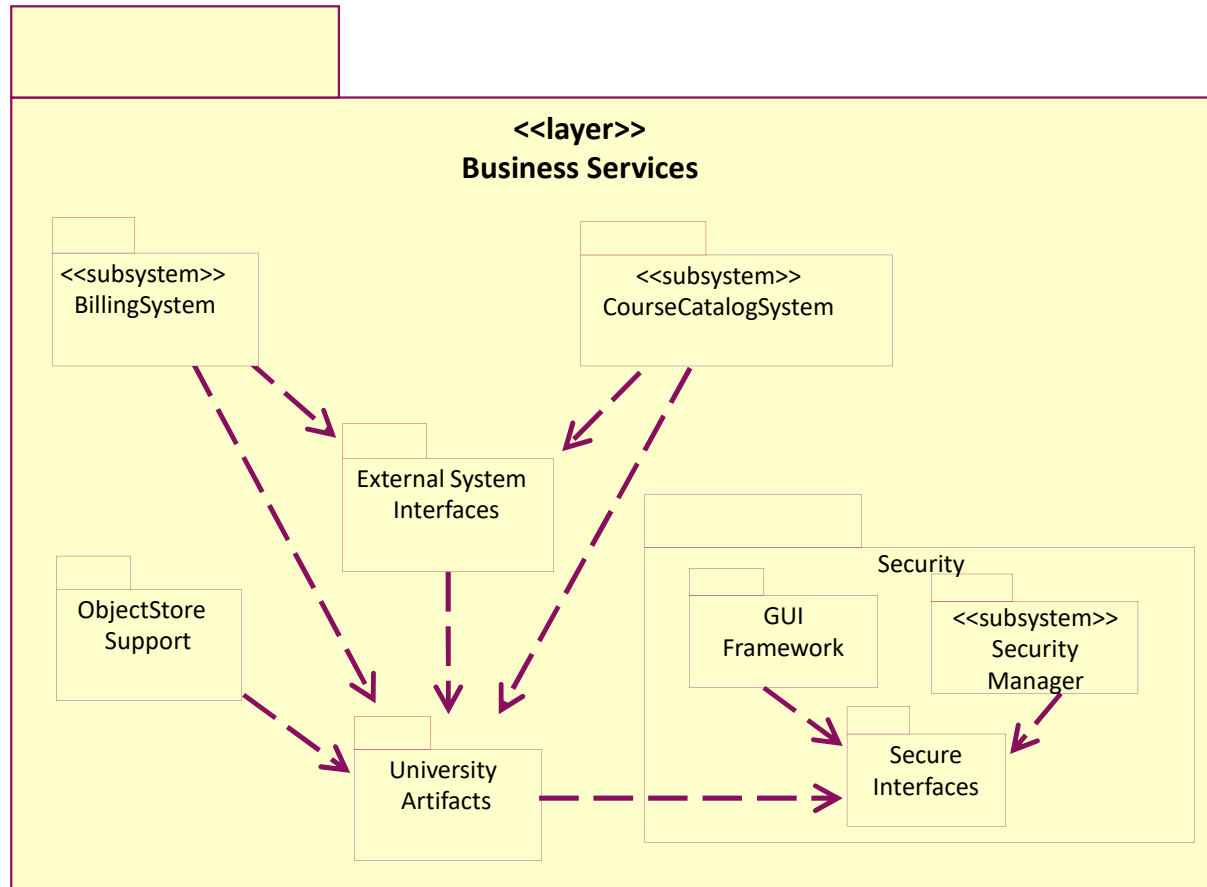 <<layer>>
Business Services
<<subsystem>>
BillingSystem
<<subsystem>>
CourseCatalogSystem
External System
Interfaces
Security
ObjectStore
Support
GUI
Framework
<<subsystem>>
Security
Manager
University
Artifacts
Secure
Interfaces